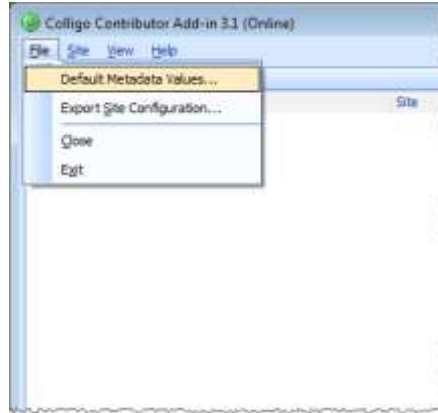 Colligo Contributor Add-in 3.1 (Online)
File Site View Help
Default Metadata Values...
Site
Export Site Configuration...
Close
Exit